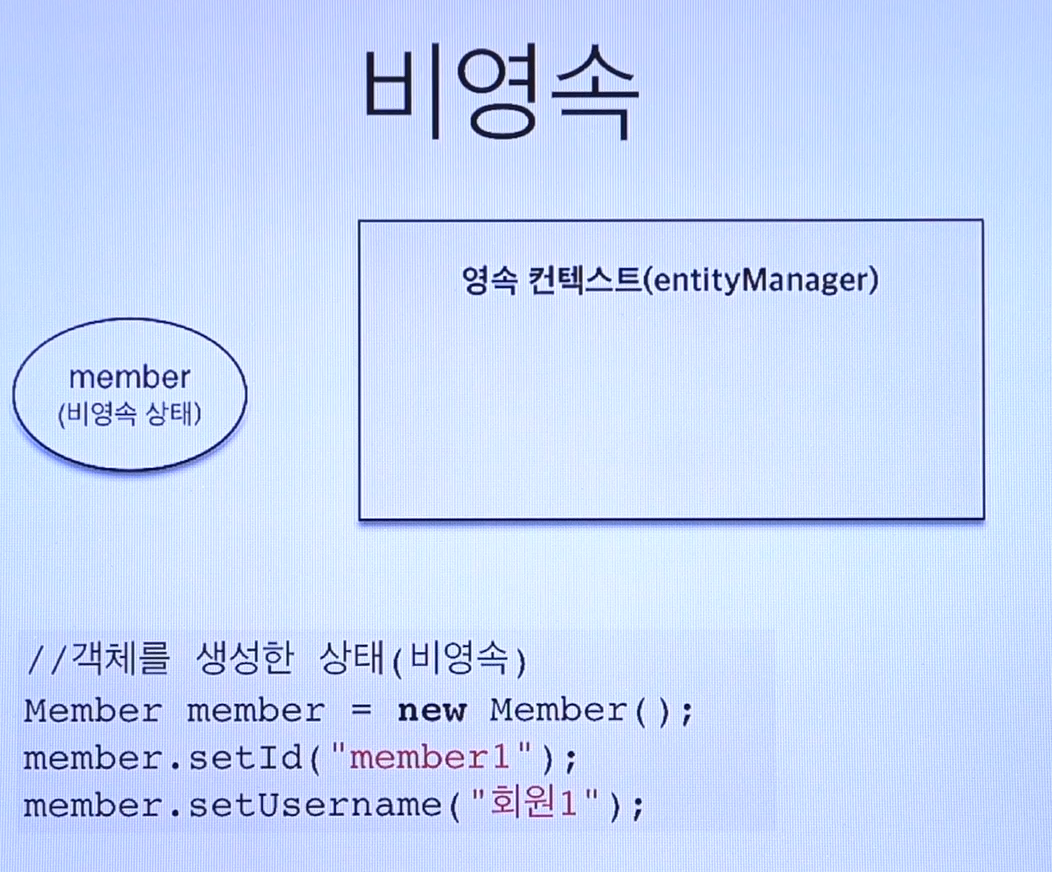 비영속
영속 컨텍스트(entityManager)
member
(비영속 상태)
//객체를 생성한 상태(비영속)
Member member = new Member();
member.setId("member1");
member.setUsername("회원1");